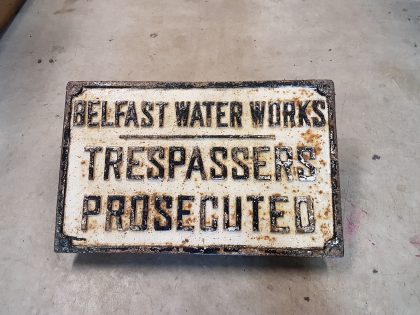 BELFAST WATER WORKS
TRESPASSERS
PROSECUTED